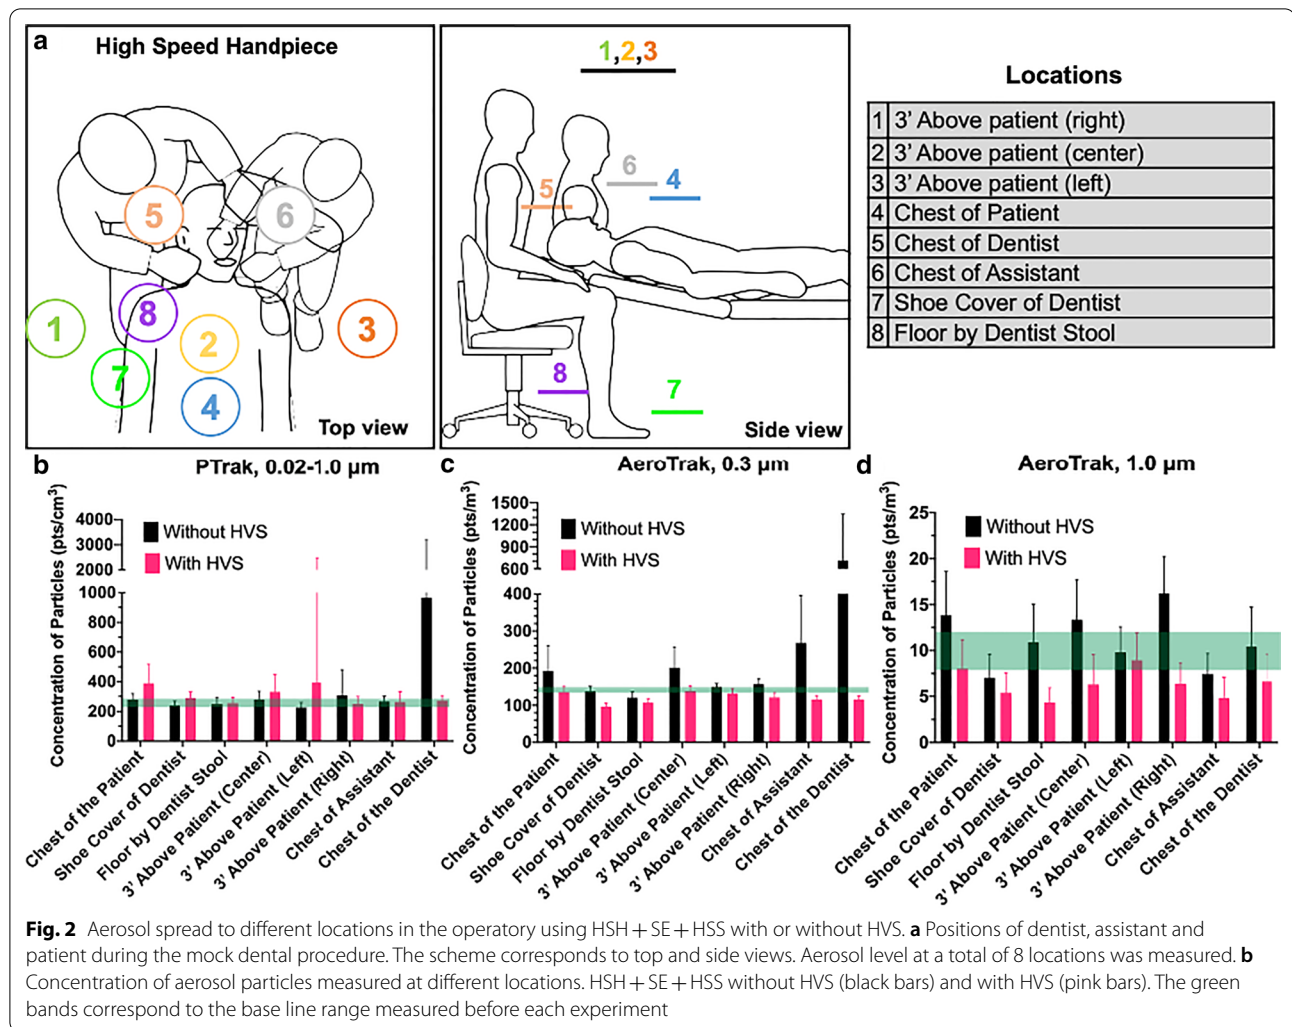 a
High Speed Handpiece
5
6
8
1
2
3
7
4
Top view
1,2,3
6
4
5
8
7
Side view
Locations
1 3’ Above patient (right)
2 3’ Above patient (center)
3 3’ Above patient (left)
4 Chest of Patient
5 Chest of Dentist
6 Chest of Assistant
7 Shoe Cover of Dentist
8 Floor by Dentist Stool
b
PTrak, 0.02-1.0 µm
Concentration of Particles (pts/cm³)
4000
3000
2000
1000
800
600
400
200
0
Without HVS
With HVS
Chest of the Patient
Shoe Cover of Dentist
Floor by Dentist Stool
3’ Above Patient (Center)
3’ Above Patient (Left)
3’ Above Patient (Right)
Chest of Assistant
Chest of the Dentist
c
AeroTrak, 0.3 µm
Concentration of Particles (pts/m³)
1500
1200
900
600
400
300
200
100
0
Without HVS
With HVS
Chest of the Patient
Shoe Cover of Dentist
Floor by Dentist Stool
3’ Above Patient (Center)
3’ Above Patient (Left)
3’ Above Patient (Right)
Chest of Assistant
Chest of the Dentist
d
AeroTrak, 1.0 µm
Concentration of Particles (pts/m³)
25
20
15
10
5
0
Without HVS
With HVS
Chest of the Patient
Shoe Cover of Dentist
Floor by Dentist Stool
3’ Above Patient (Center)
3’ Above Patient (Left)
3’ Above Patient (Right)
Chest of Assistant
Chest of the Dentist
Fig. 2 Aerosol spread to different locations in the operatory using HSH + SE + HSS with or without HVS. a Positions of dentist, assistant and
patient during the mock dental procedure. The scheme corresponds to top and side views. Aerosol level at a total of 8 locations was measured. b
Concentration of aerosol particles measured at different locations. HSH + SE + HSS without HVS (black bars) and with HVS (pink bars). The green
bands correspond to the base line range measured before each experiment